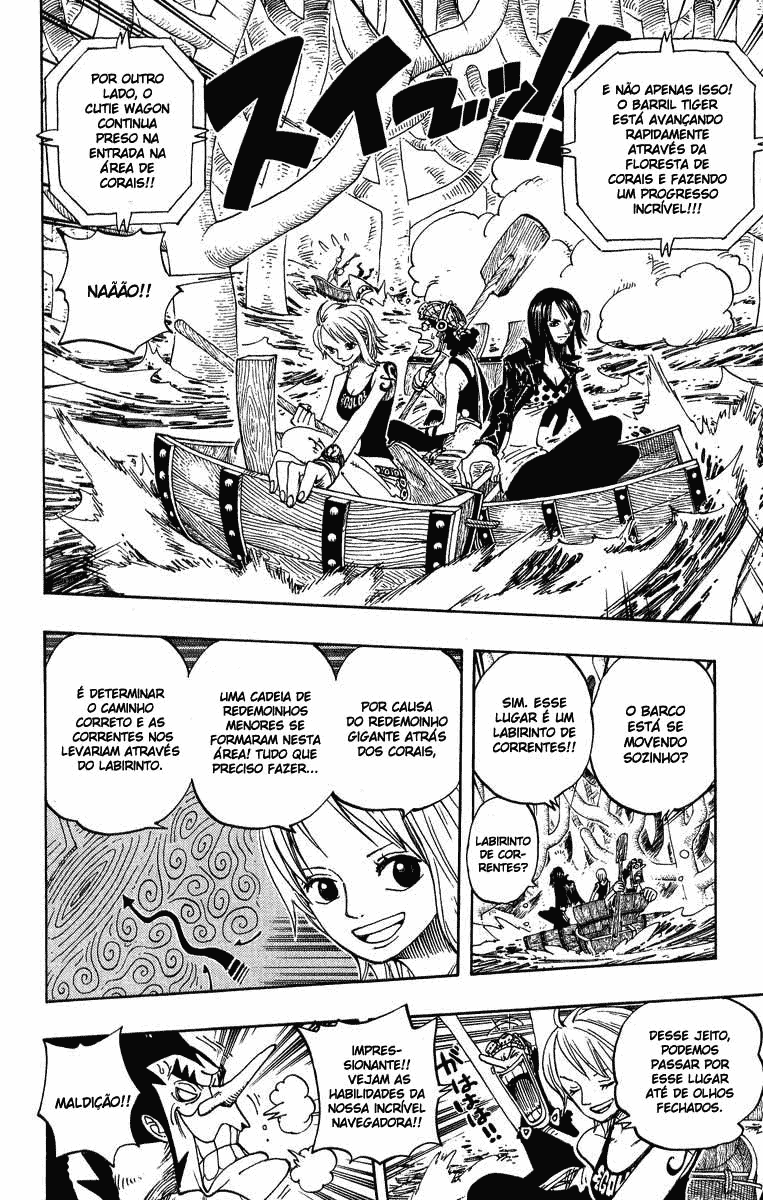 E NÃO APENAS ISSO!
O BARRIL TIGER
ESTÁ AVANÇANDO
RAPIDAMENTE
ATRAVÉS DA
FLORESTA DE
CORAIS E FAZENDO
UM PROGRESSO
INCRÍVEL!!!
スイーーッ!!
POR OUTRO
LADO, O
CUTIE WAGON
CONTINUA
PRESO NA
ENTRADA NA
ÁREA DE
CORAIS!!
NAÃÃO!!
O BARCO
ESTÁ SE
MOVENDO
SOZINHO?
SIM. ESSE
LUGAR É UM
LABIRINTO DE
CORRENTES!!
LABIRINTO
DE COR-
RENTES?
POR CAUSA
DO REDEMOINHO
GIGANTE ATRÁS
DOS CORAIS,
UMA CADEIA DE
REDEMOINHOS
MENORES SE
FORMARAM NESTA
ÁREA! TUDO QUE
PRECISO FAZER...
É DETERMINAR
O CAMINHO
CORRETO E AS
CORRENTES NOS
LEVARIAM ATRAVÉS
DO LABIRINTO.
DESSE JEITO,
PODEMOS
PASSAR POR
ESSE LUGAR
ATÉ DE OLHOS
FECHADOS.
がはははは!!
IMPRES-
SIONANTE!!
VEJAM AS
HABILIDADES DA
NOSSA INCRÍVEL
NAVEGADORA!!
MALDIÇÃO!!